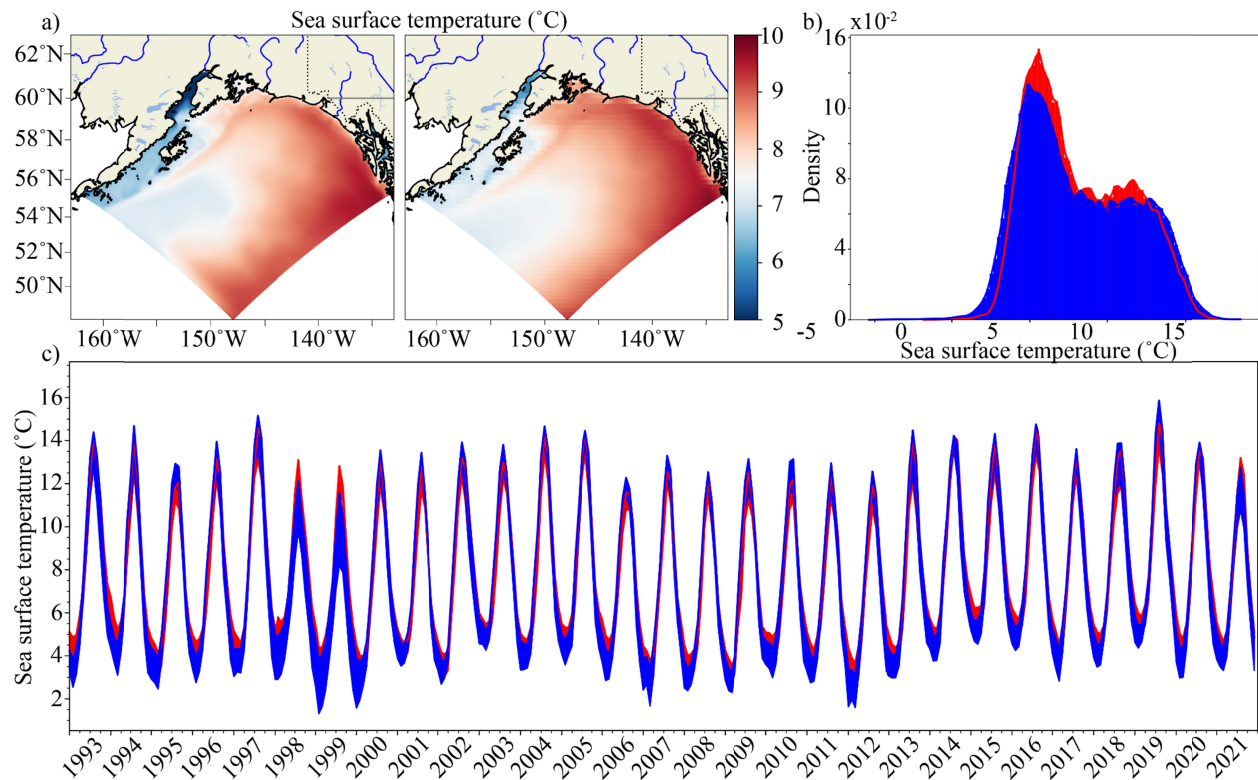 a) Sea surface temperature (˚C) b) x10-2
62˚N
60˚N
58˚N
56˚N
54˚N
52˚N
50˚N
160˚W 148˚W 140˚W 160˚W 148˚W 140˚W
10
9
8
7
6
5
Density
16
10
8
4
0
-5 0 5 10 15
Sea surface temperature (˚C)
c)
Sea surface temperature (˚C)
16
14
12
10
8
6
4
2
1993 1994 1995 1996 1997 1998 1999 2000 2001 2002 2003 2004 2005 2006 2007 2008 2009 2010 2011 2012 2013 2014 2015 2016 2017 2018 2019 2020 2021